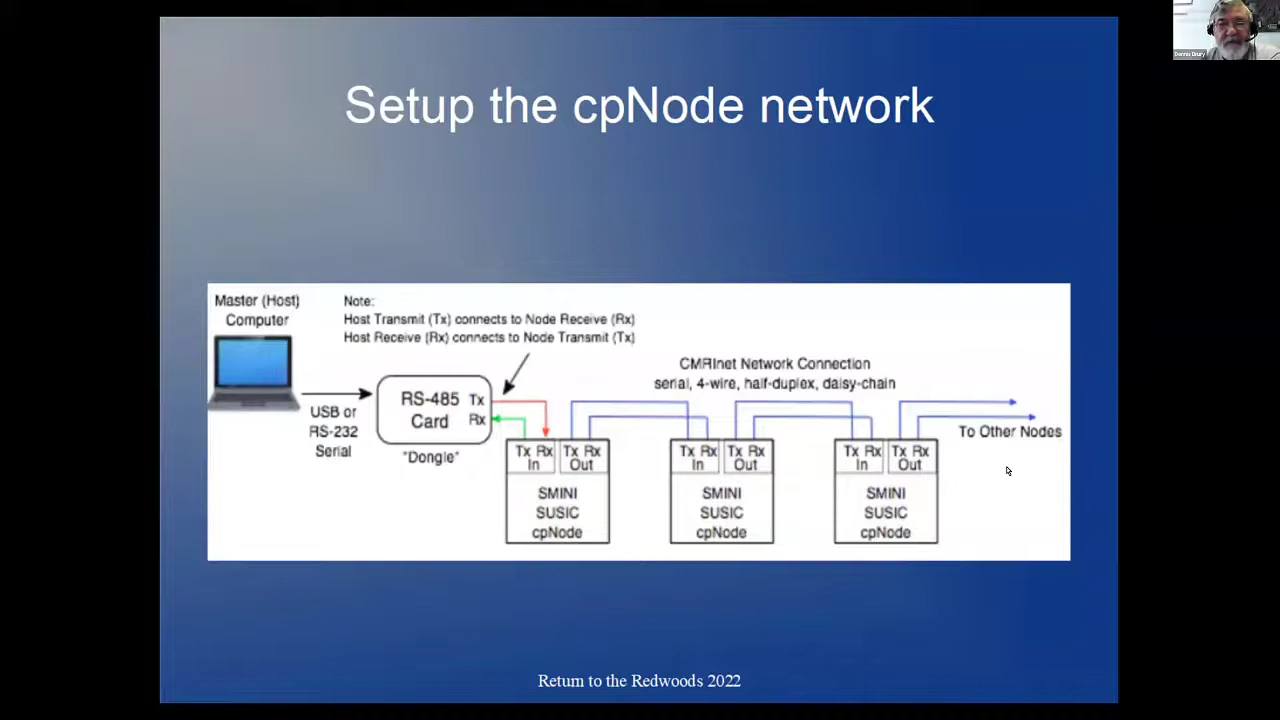 Setup the cpNode network
Master (Host)
Computer
Note:
Host Transmit (Tx) connects to Node Receive (Rx)
Host Receive (Rx) connects to Node Transmit (Tx)
USB or
RS-232
Serial
RS-485
Card
Tx
Rx
"Dongle"
CMRInet Network Connection
serial, 4-wire, half-duplex, daisy-chain
Tx Rx
In
Tx Rx
Out
SMINI
SUSIC
cpNode
Tx Rx
In
Tx Rx
Out
SMINI
SUSIC
cpNode
Tx Rx
In
Tx Rx
Out
SMINI
SUSIC
cpNode
To Other Nodes
Return to the Redwoods 2022
Dennis Drury